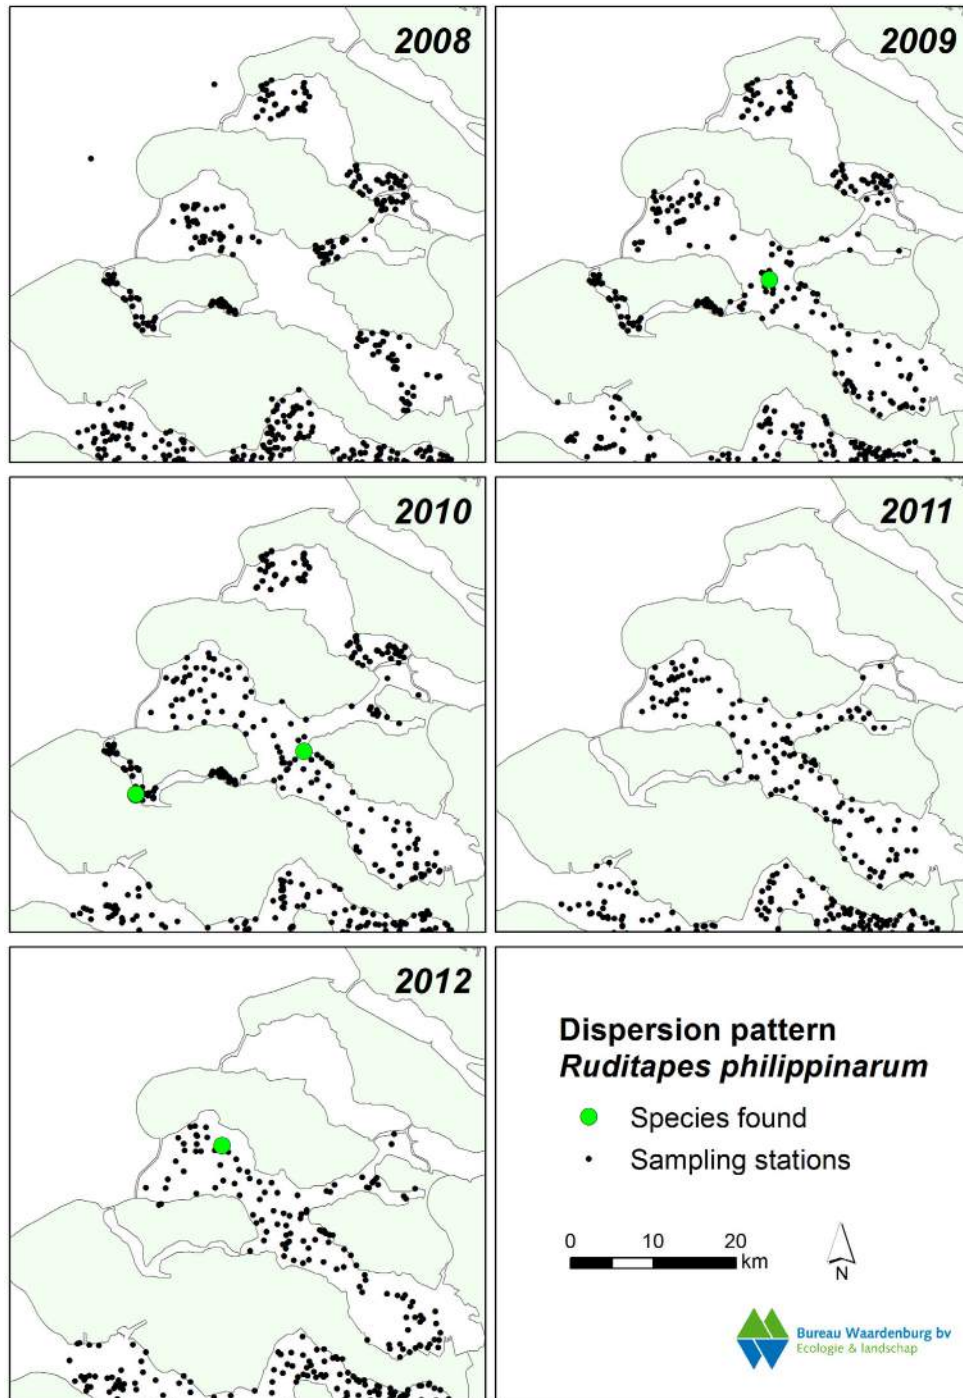 2008
2009
2010
2011
2012
Dispersion pattern
Ruditapes philippinarum
Species found
Sampling stations
0 10 20
km
N
Bureau Waardenburg bv
Ecologie & landschap